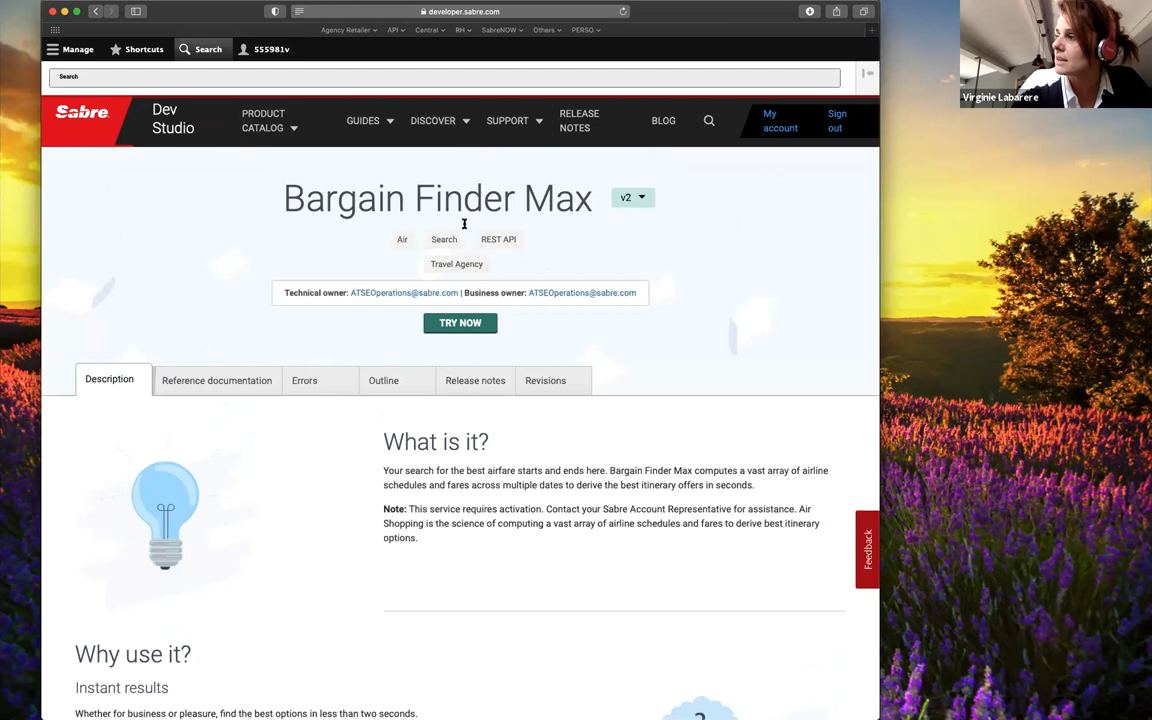 developer.sabre.com
Agency Retailer API Central RH SabreNOW Others PERSO
Manage Shortcuts Search 555981v
Search
Sabre
Dev
Studio
PRODUCT
CATALOG
GUIDES
DISCOVER
SUPPORT
RELEASE
NOTES
BLOG
My
account
Sign
out
Bargain Finder Max
v2
Air Search REST API
Travel Agency
Technical owner: ATSEOperations@sabre.com | Business owner: ATSEOperations@sabre.com
TRY NOW
Description Reference documentation Errors Outline Release notes Revisions
What is it?
Your search for the best airfare starts and ends here. Bargain Finder Max computes a vast array of airline
schedules and fares across multiple dates to derive the best itinerary offers in seconds.
Note: This service requires activation. Contact your Sabre Account Representative for assistance. Air
Shopping is the science of computing a vast array of airline schedules and fares to derive best itinerary
options.
Feedback
Why use it?
Instant results
Whether for business or pleasure, find the best options in less than two seconds.
?
Virginie Labarere